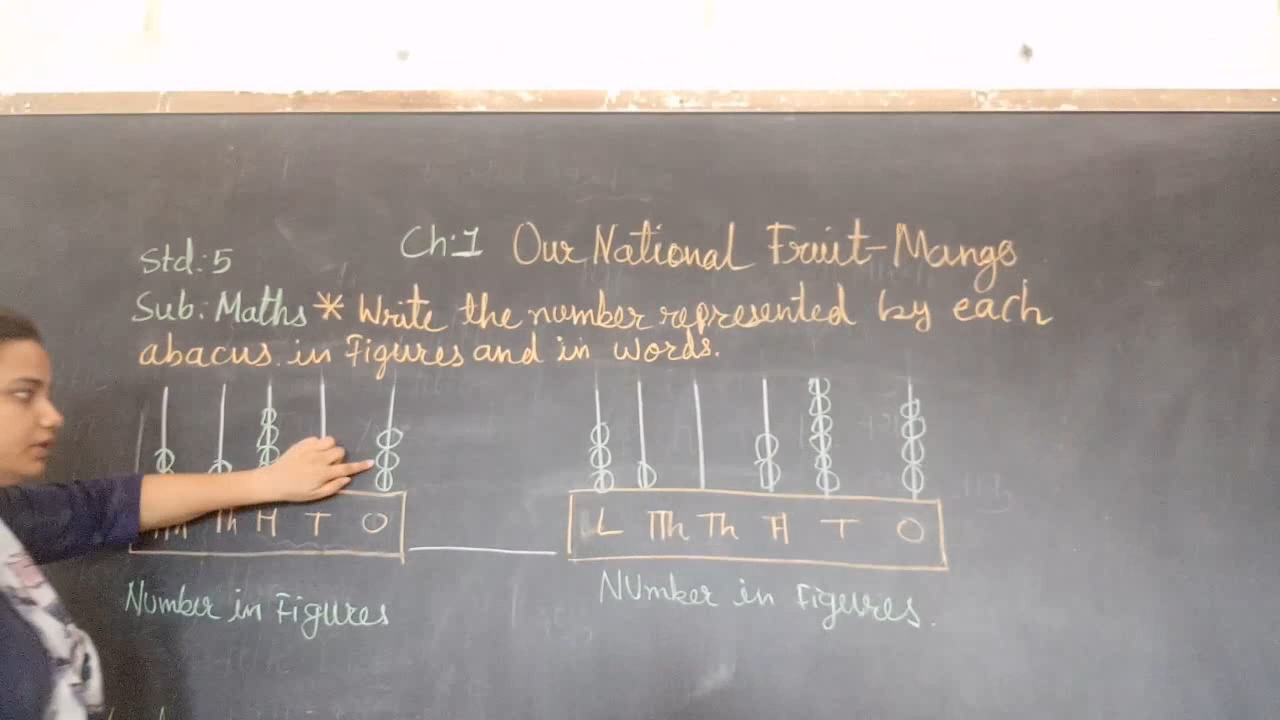 Std: 5
Ch:1 Our National Fruit-Mango
Sub: Maths * Write the number represented by each
abacus in Figures and in words.
Th H T O
L TTh Th H T O
Number in Figures
NUmber in Figures.